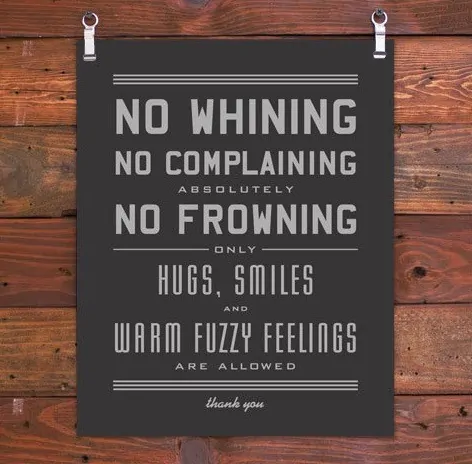 NO WHINING
NO COMPLAINING
ABSOLUTELY
NO FROWNING
ONLY
HUGS, SMILES
AND
WARM FUZZY FEELINGS
ARE ALLOWED
thank you